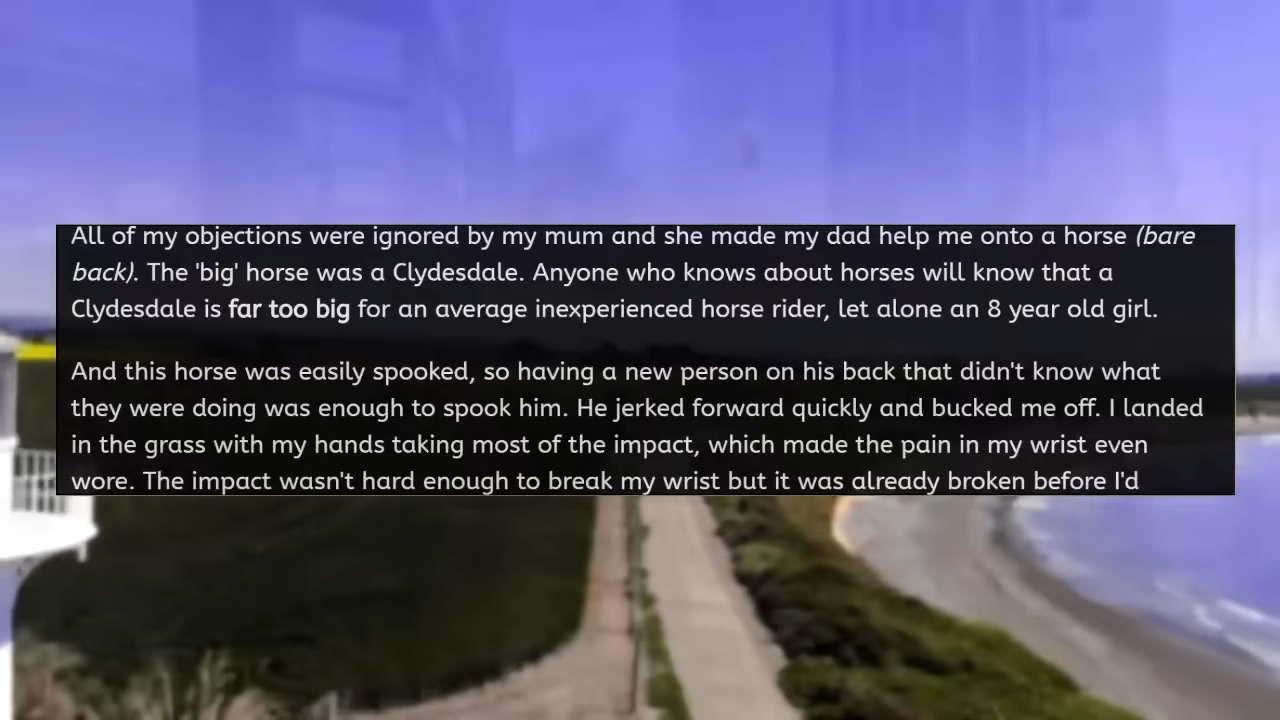 All of my objections were ignored by my mum and she made my dad help me onto a horse (bare
back). The 'big' horse was a Clydesdale. Anyone who knows about horses will know that a
Clydesdale is far too big for an average inexperienced horse rider, let alone an 8 year old girl.
And this horse was easily spooked, so having a new person on his back that didn't know what
they were doing was enough to spook him. He jerked forward quickly and bucked me off. I landed
in the grass with my hands taking most of the impact, which made the pain in my wrist even
wore. The impact wasn't hard enough to break my wrist but it was already broken before I'd